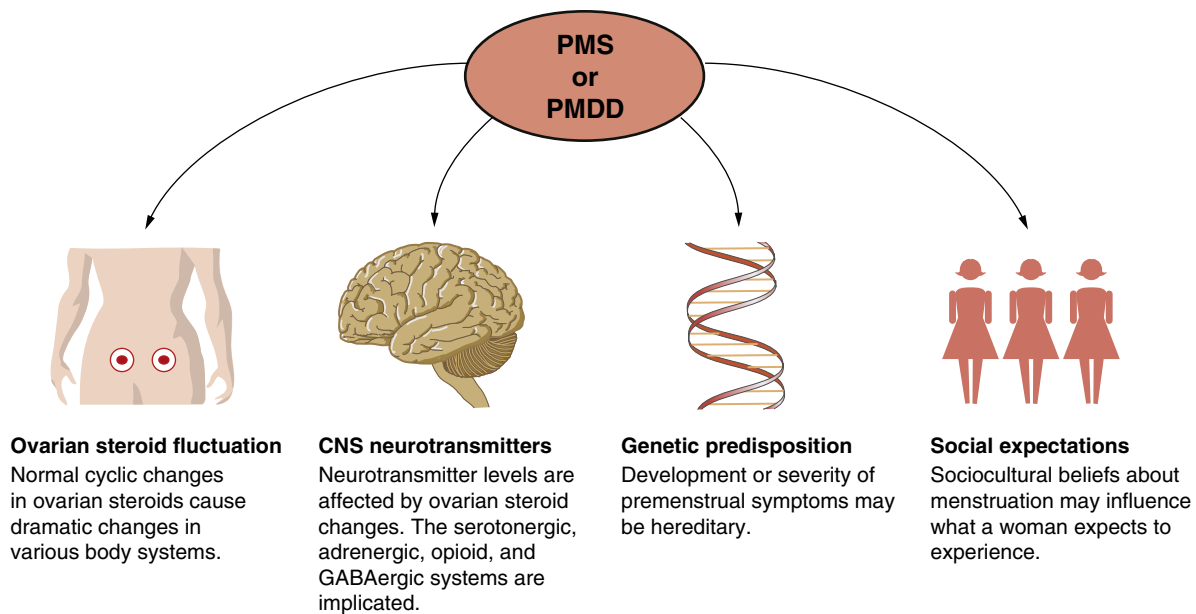 PMS
or
PMDD
Ovarian steroid fluctuation
Normal cyclic changes
in ovarian steroids cause
dramatic changes in
various body systems.
CNS neurotransmitters
Neurotransmitter levels are
affected by ovarian steroid
changes. The serotonergic,
adrenergic, opioid, and
GABAergic systems are
implicated.
Genetic predisposition
Development or severity of
premenstrual symptoms may
be hereditary.
Social expectations
Sociocultural beliefs about
menstruation may influence
what a woman expects to
experience.